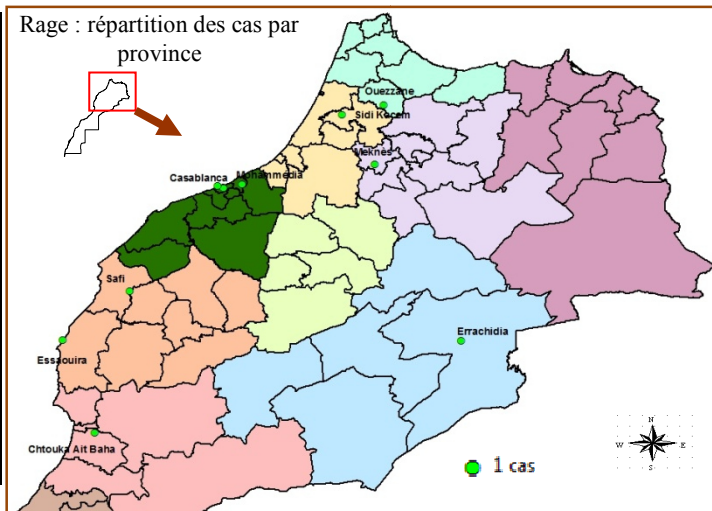 Rage : répartition des cas par
province
Ouezzane
Sidi Kacem
Meknès
Casablanca
Mohammedia
Safi
Errachidia
Essaouira
Chtouka Ait Baha
N
W
E
S
1 cas